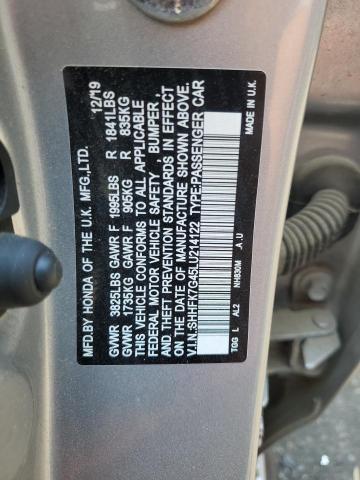 MFD.BY HONDA OF THE U.K. MFG.,LTD. 12/19
GVWR 3825LBS GAWR F 1995LBS R 1841LBS
GVWR 1735KG GAWR F 905KG R 835KG
THIS VEHICLE CONFORMS TO ALL APPLICABLE
FEDERAL MOTOR VEHICLE SAFETY , BUMPER ,
AND THEFT PREVENTION STANDARDS IN EFFECT
ON THE DATE OF MANUFACTURE SHOWN ABOVE.
V.I.N.:SHHFK7G45LU214122 TYPE:PASSENGER CAR
TGG L AL2 NH830M .A .U MADE IN U.K.